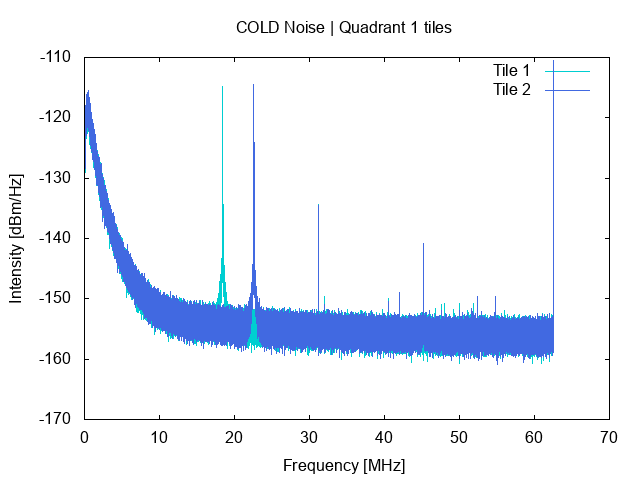 COLD Noise | Quadrant 1 tiles
-110
-120
-130
-140
-150
-160
-170
Intensity [dBm/Hz]
Tile 1
Tile 2
0 10 20 30 40 50 60 70
Frequency [MHz]